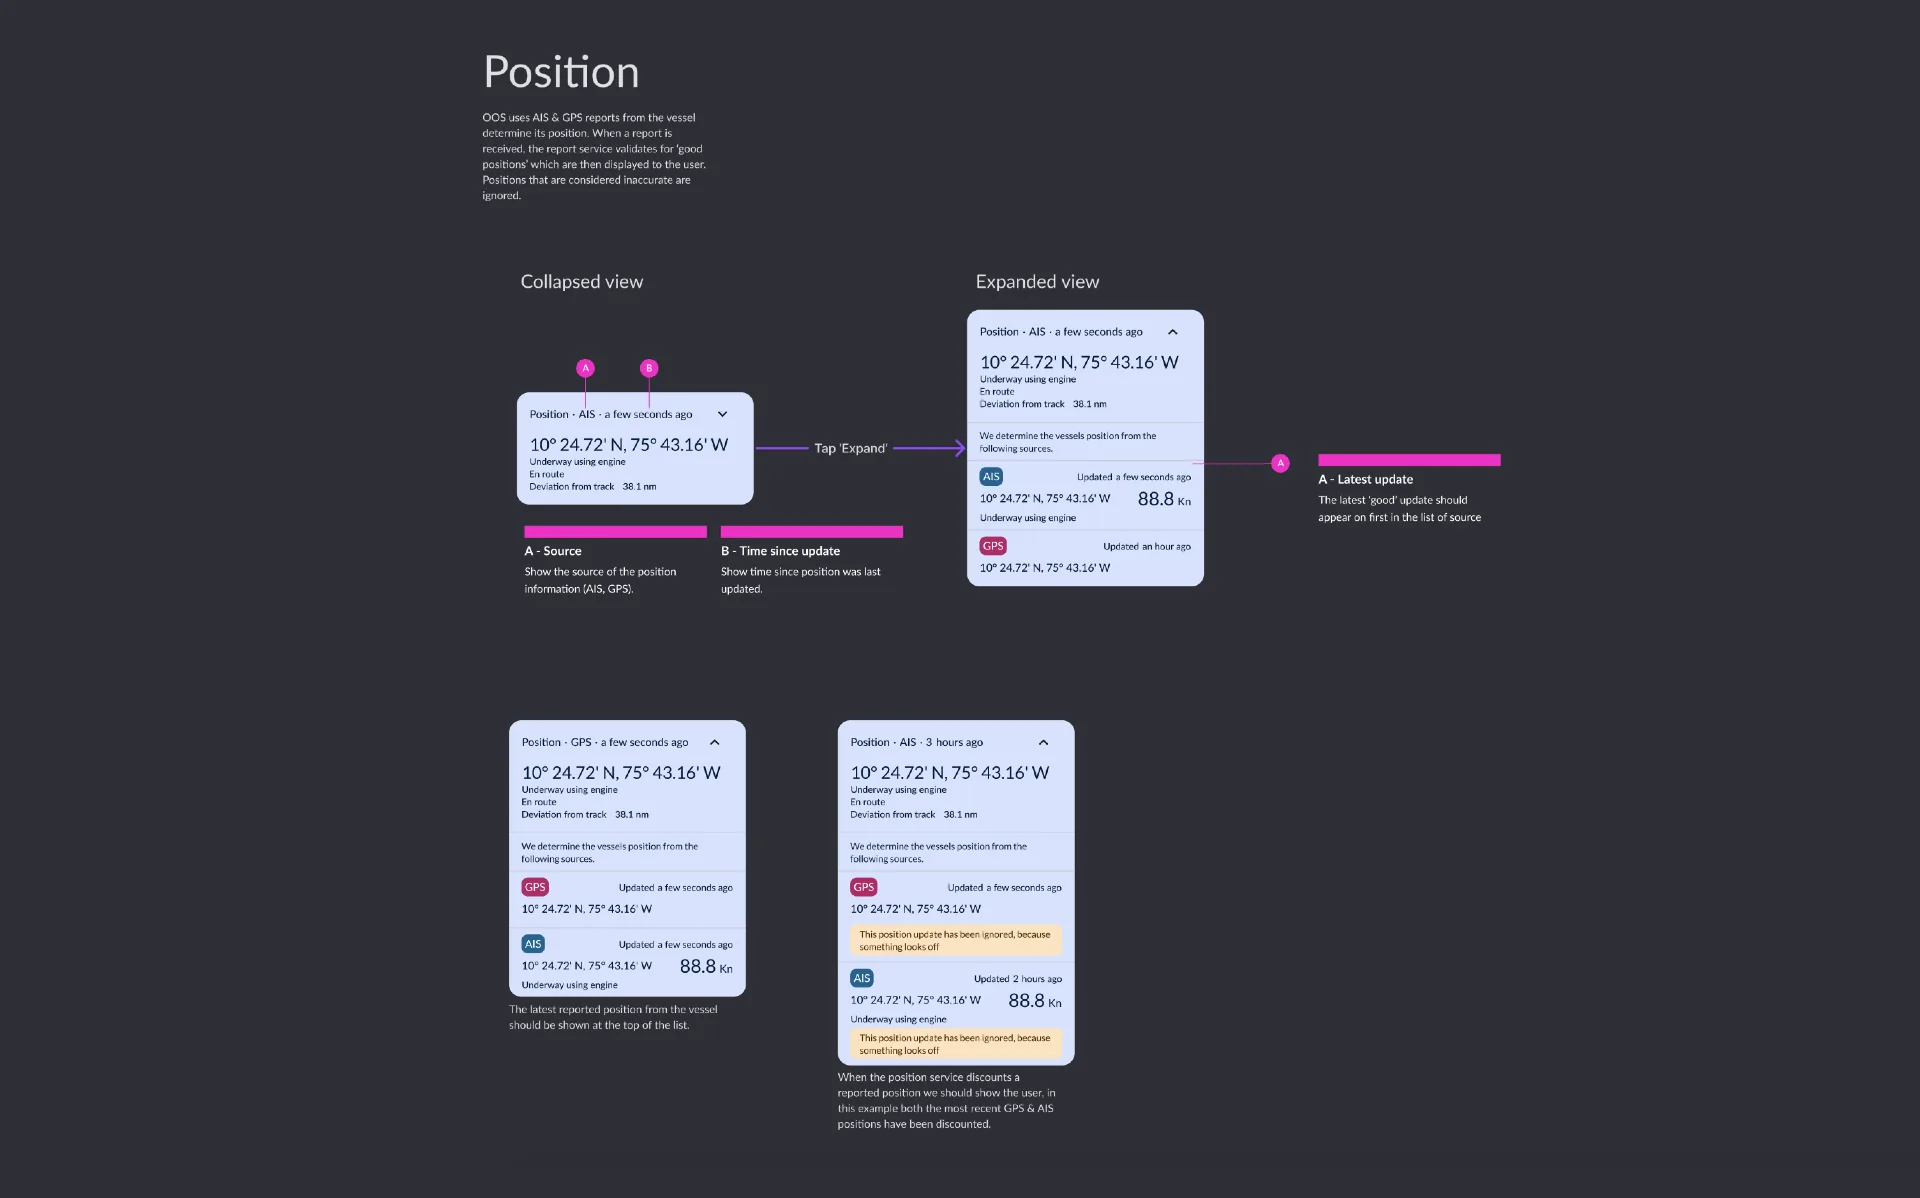 Position
OOS uses AIS & GPS reports from the vessel
determine its position. When a report is
received, the report service validates for ‘good
positions’ which are then displayed to the user.
Positions that are considered inaccurate are
ignored.
Collapsed view
A
B
Position · AIS · a few seconds ago
10° 24.72' N, 75° 43.16' W
Underway using engine
En route
Deviation from track 38.1 nm
A - Source
Show the source of the position
information (AIS, GPS).
B - Time since update
Show time since position was last
updated.
Tap ‘Expand’
Expanded view
Position · AIS · a few seconds ago
10° 24.72' N, 75° 43.16' W
Underway using engine
En route
Deviation from track 38.1 nm
We determine the vessels position from the
following sources.
AIS Updated a few seconds ago
10° 24.72' N, 75° 43.16' W 88.8 Kn
Underway using engine
GPS Updated an hour ago
10° 24.72' N, 75° 43.16' W
A
A - Latest update
The latest ‘good’ update should
appear on first in the list of source
Position · GPS · a few seconds ago
10° 24.72' N, 75° 43.16' W
Underway using engine
En route
Deviation from track 38.1 nm
We determine the vessels position from the
following sources.
GPS Updated a few seconds ago
10° 24.72' N, 75° 43.16' W
AIS Updated a few seconds ago
10° 24.72' N, 75° 43.16' W 88.8 Kn
Underway using engine
The latest reported position from the vessel
should be shown at the top of the list.
Position · AIS · 3 hours ago
10° 24.72' N, 75° 43.16' W
Underway using engine
En route
Deviation from track 38.1 nm
We determine the vessels position from the
following sources.
GPS Updated a few seconds ago
10° 24.72' N, 75° 43.16' W
This position update has been ignored, because
something looks off
AIS Updated 2 hours ago
10° 24.72' N, 75° 43.16' W 88.8 Kn
Underway using engine
This position update has been ignored, because
something looks off
When the position service discounts a
reported position we should show the user, in
this example both the most recent GPS & AIS
positions have been discounted.